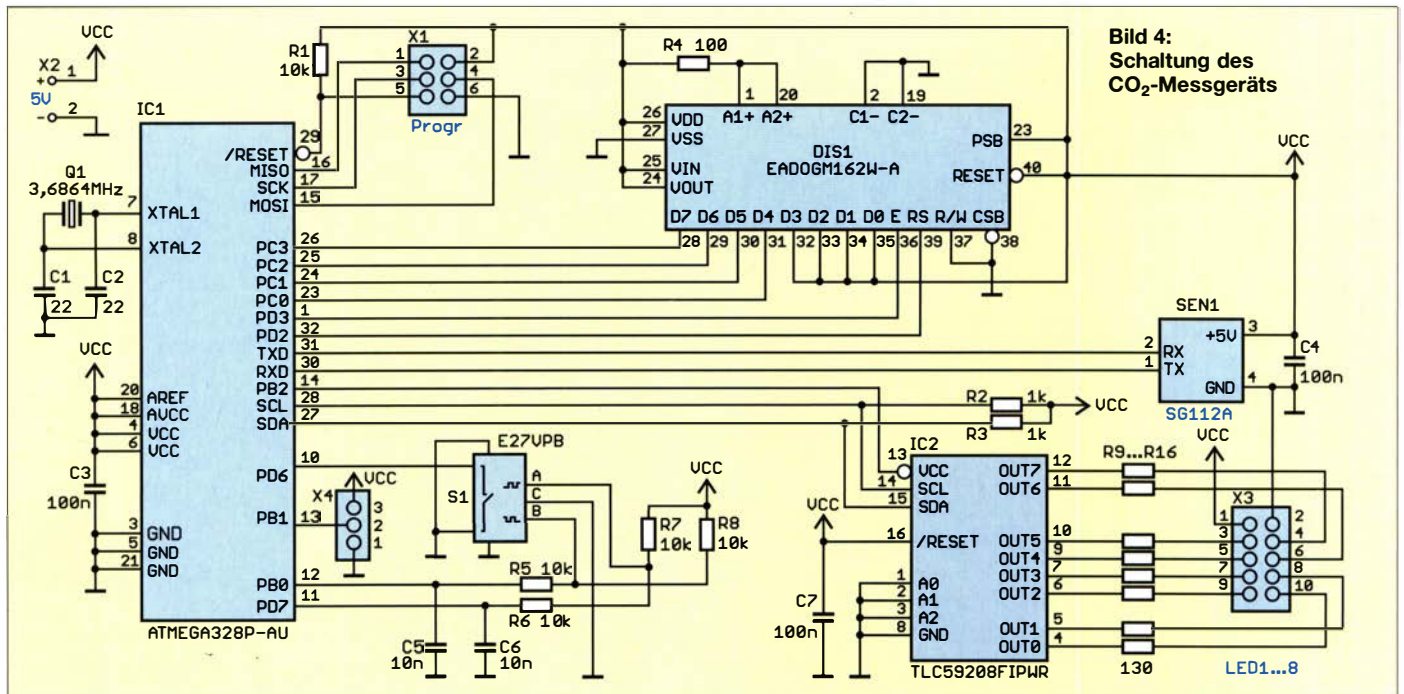 Bild 4:
Schaltung des
CO₂-Messgeräts
VCC
X2
+ 1
5V
- 2
IC1
R1
10k
X1
1 2
3 4
5 6
Progr
R4 100
1 20 2 19
A1+ A2+ C1- C2-
26 VDD
27 VSS
25 VIN
24 VOUT
DIS1
EADOGM162W-A
PSB 23
RESET 40
VCC
D7 D6 D5 D4 D3 D2 D1 D0 E RS R/W CSB
28 29 30 31 32 33 34 35 36 39 37 38
Q1
3,6864MHz
7 XTAL1
8 XTAL2
C1
22
C2
22
/RESET 29
MISO 16
SCK 17
MOSI 15
PC3 26
PC2 25
PC1 24
PC0 23
PD3 1
PD2 32
TXD 31
RXD 30
PB2 14
SCL 28
SDA 27
VCC
20 AREF
18 AVCC
4 VCC
6 VCC
C3
100n
3 GND
5 GND
21 GND
PD6 10
PB1 13
PB0 12
PD7 11
ATMEGA328P-AU
X4
VCC
3
2
1
E27VPB
S1
A
C
B
R5 10k
R6 10k
C5
10n
C6
10n
VCC
R7
10k
R8
10k
SEN1
+5V 3
2 RX
1 TX
GND 4
SG112A
C4
100n
R2 1k
R3 1k
VCC
IC2
13 VCC
14 SCL
15 SDA
16 /RESET
1 A0
2 A1
3 A2
8 GND
VCC
C7
100n
OUT7 12
OUT6 11
OUT5 10
OUT4 9
OUT3 7
OUT2 6
OUT1 5
OUT0 4
TLC59208FIPWR
R9...R16
130
VCC
X3
1 2
3 4
5 6
7 8
9 10
LED1...8